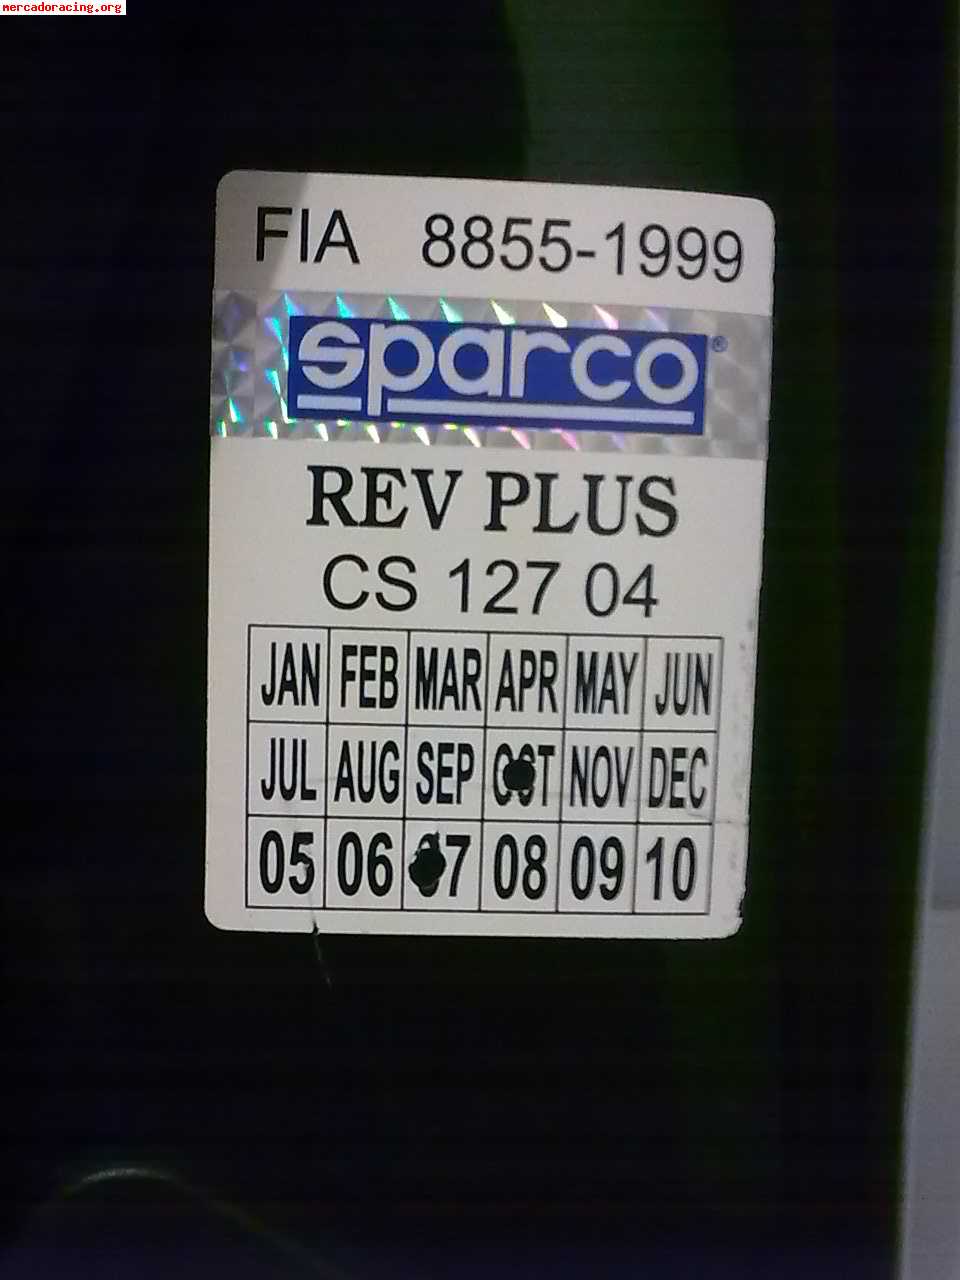 mercadoracing.org
FIA 8855-1999
sparco®
REV PLUS
CS 127 04
JAN FEB MAR APR MAY JUN
JUL AUG SEP OCT NOV DEC
05 06 07 08 09 10